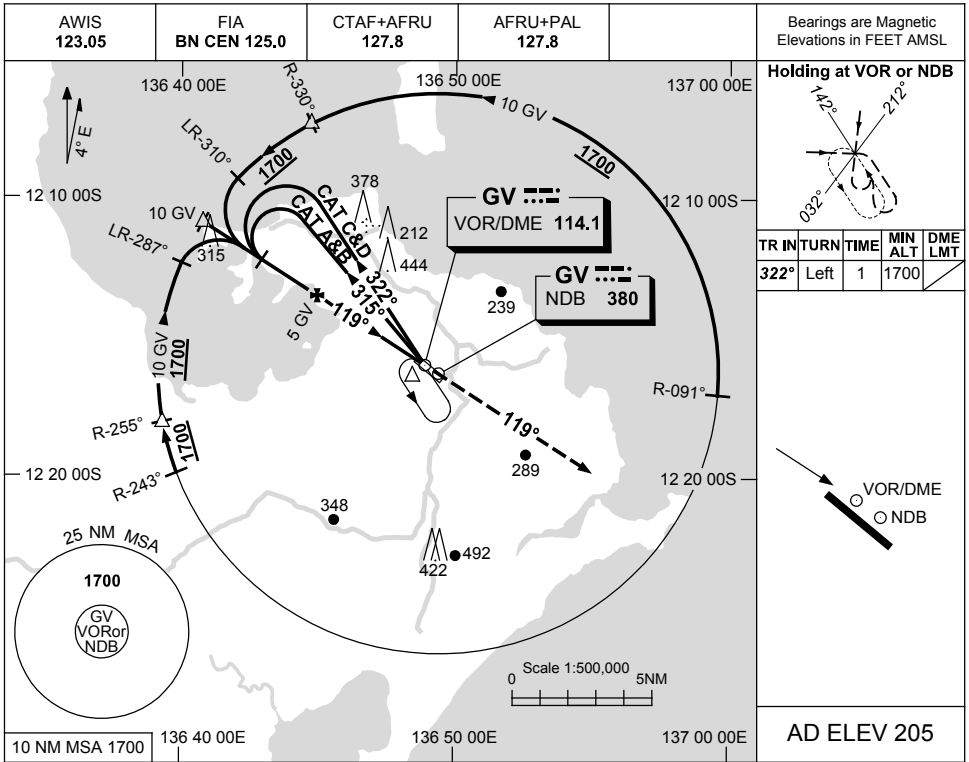 AWIS
123.05
FIA
BN CEN 125.0
CTAF+AFRU
127.8
AFRU+PAL
127.8
Bearings are Magnetic
Elevations in FEET AMSL
136 40 00E
136 50 00E
137 00 00E
4° E
R-330°
10 GV
LR-310°
1700
1700
12 10 00S
12 10 00S
10 GV
315
LR-287°
CAT C&D
CAT A&B
378
212
444
322°
315°
GV
VOR/DME 114.1
GV
NDB 380
239
5 GV
119°
10 GV
1700
R-091°
R-255°
1700
R-243°
119°
12 20 00S
12 20 00S
289
348
422
492
25 NM MSA
1700
GV
VORor
NDB
Scale 1:500,000
0 5NM
10 NM MSA 1700
136 40 00E
136 50 00E
137 00 00E
Holding at VOR or NDB
142°
212°
032°
TR IN TURN TIME MIN ALT DME LMT
322° Left 1 1700
VOR/DME
NDB
AD ELEV 205